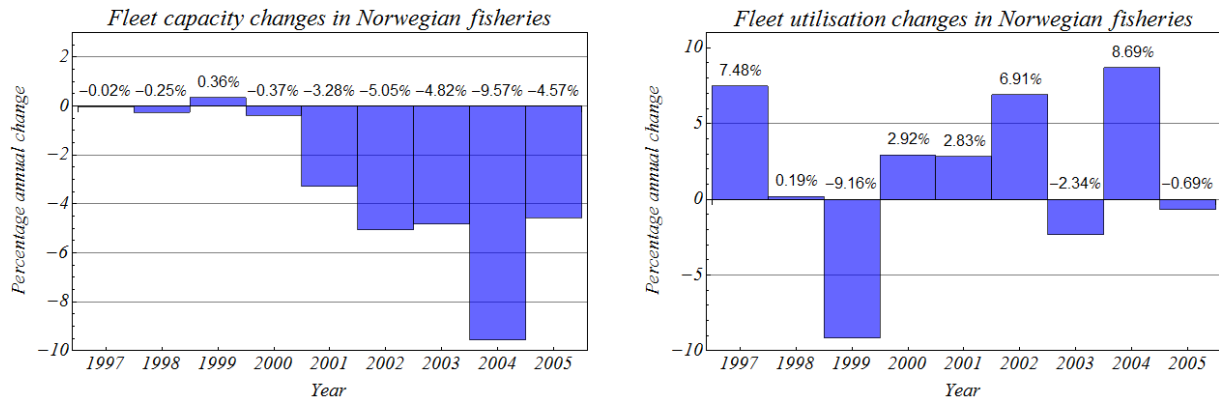 Fleet capacity changes in Norwegian fisheries
Percentage annual change
2
0
−2
−4
−6
−8
−10
−0.02% −0.25% 0.36% −0.37% −3.28% −5.05% −4.82% −9.57% −4.57%
1997 1998 1999 2000 2001 2002 2003 2004 2005
Year
Fleet utilisation changes in Norwegian fisheries
Percentage annual change
10
5
0
−5
−10
7.48% 0.19% −9.16% 2.92% 2.83% 6.91% −2.34% 8.69% −0.69%
1997 1998 1999 2000 2001 2002 2003 2004 2005
Year